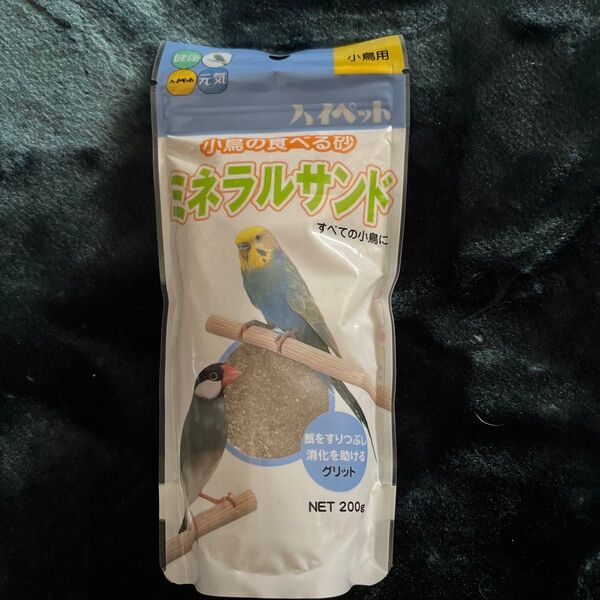 健康
小鳥用
ハイペット
元気
ハイペット
小鳥の食べる砂
ミネラルサンド
すべての小鳥に
餌をすりつぶし
消化を助ける
グリット
NET 200g